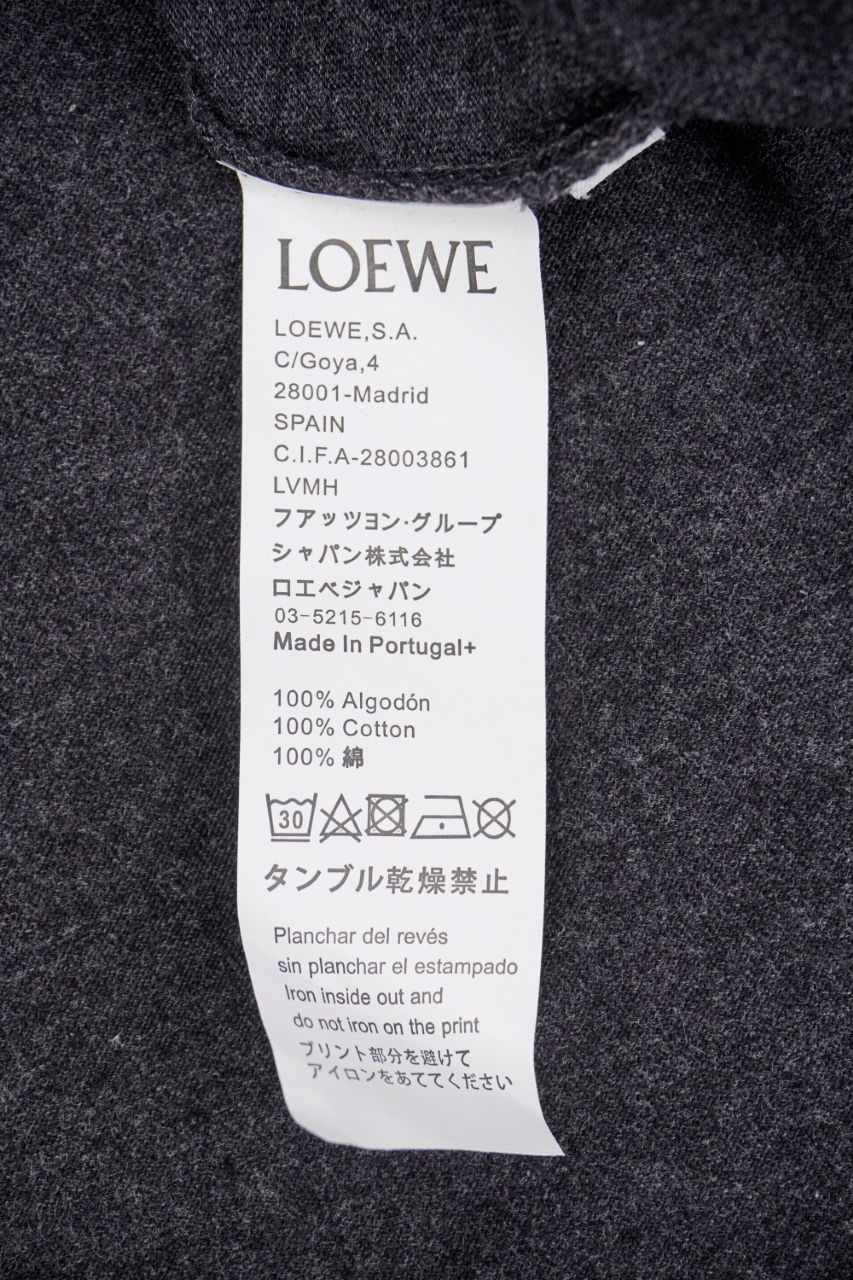 LOEWE
LOEWE,S.A.
C/Goya,4
28001-Madrid
SPAIN
C.I.F.A-28003861
LVMH
フアッツヨン·グループ
シャパン株式会社
ロエベジャパン
03-5215-6116
Made In Portugal+
100% Algodón
100% Cotton
100% 綿
30
タンブル乾燥禁止
Planchar del revés
sin planchar el estampado
Iron inside out and
do not iron on the print
プリント部分を避けて
アイロンをあててください